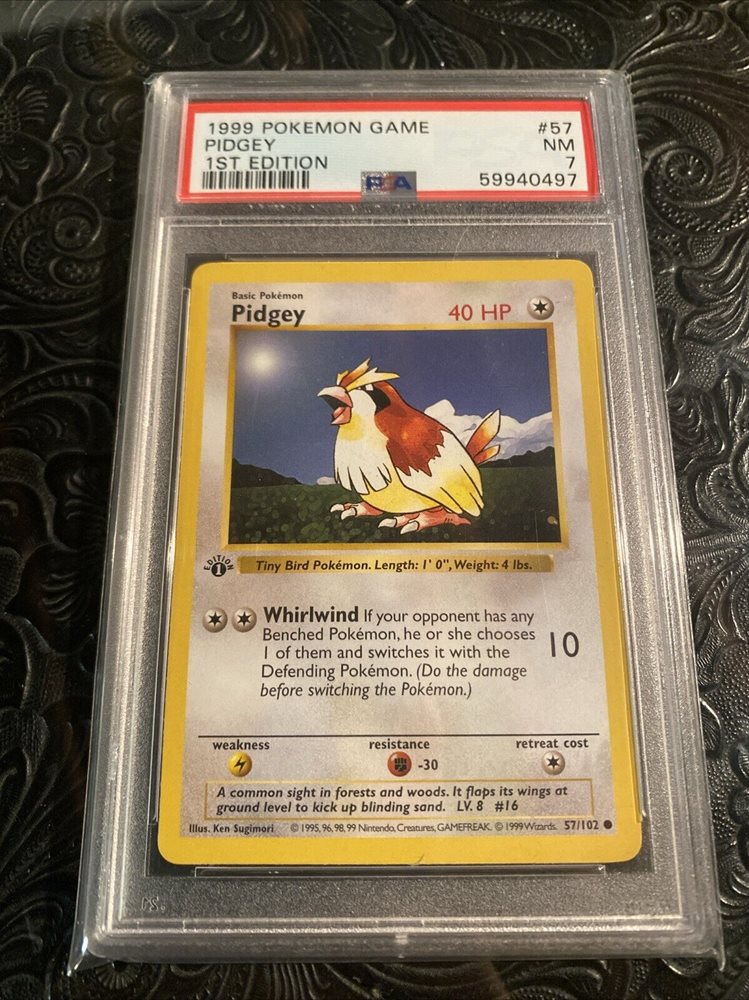 1999 POKEMON GAME #57
PIDGEY NM
1ST EDITION 7
PSA 59940497
Basic Pokémon
Pidgey 40 HP
EDITION
1
Tiny Bird Pokémon. Length: 1' 0", Weight: 4 lbs.
Whirlwind If your opponent has any
Benched Pokémon, he or she chooses
1 of them and switches it with the 10
Defending Pokémon. (Do the damage
before switching the Pokémon.)
weakness resistance retreat cost
-30
A common sight in forests and woods. It flaps its wings at
ground level to kick up blinding sand. LV. 8 #16
Illus. Ken Sugimori © 1995, 96, 98, 99 Nintendo, Creatures, GAMEFREAK. © 1999 Wizards. 57/102